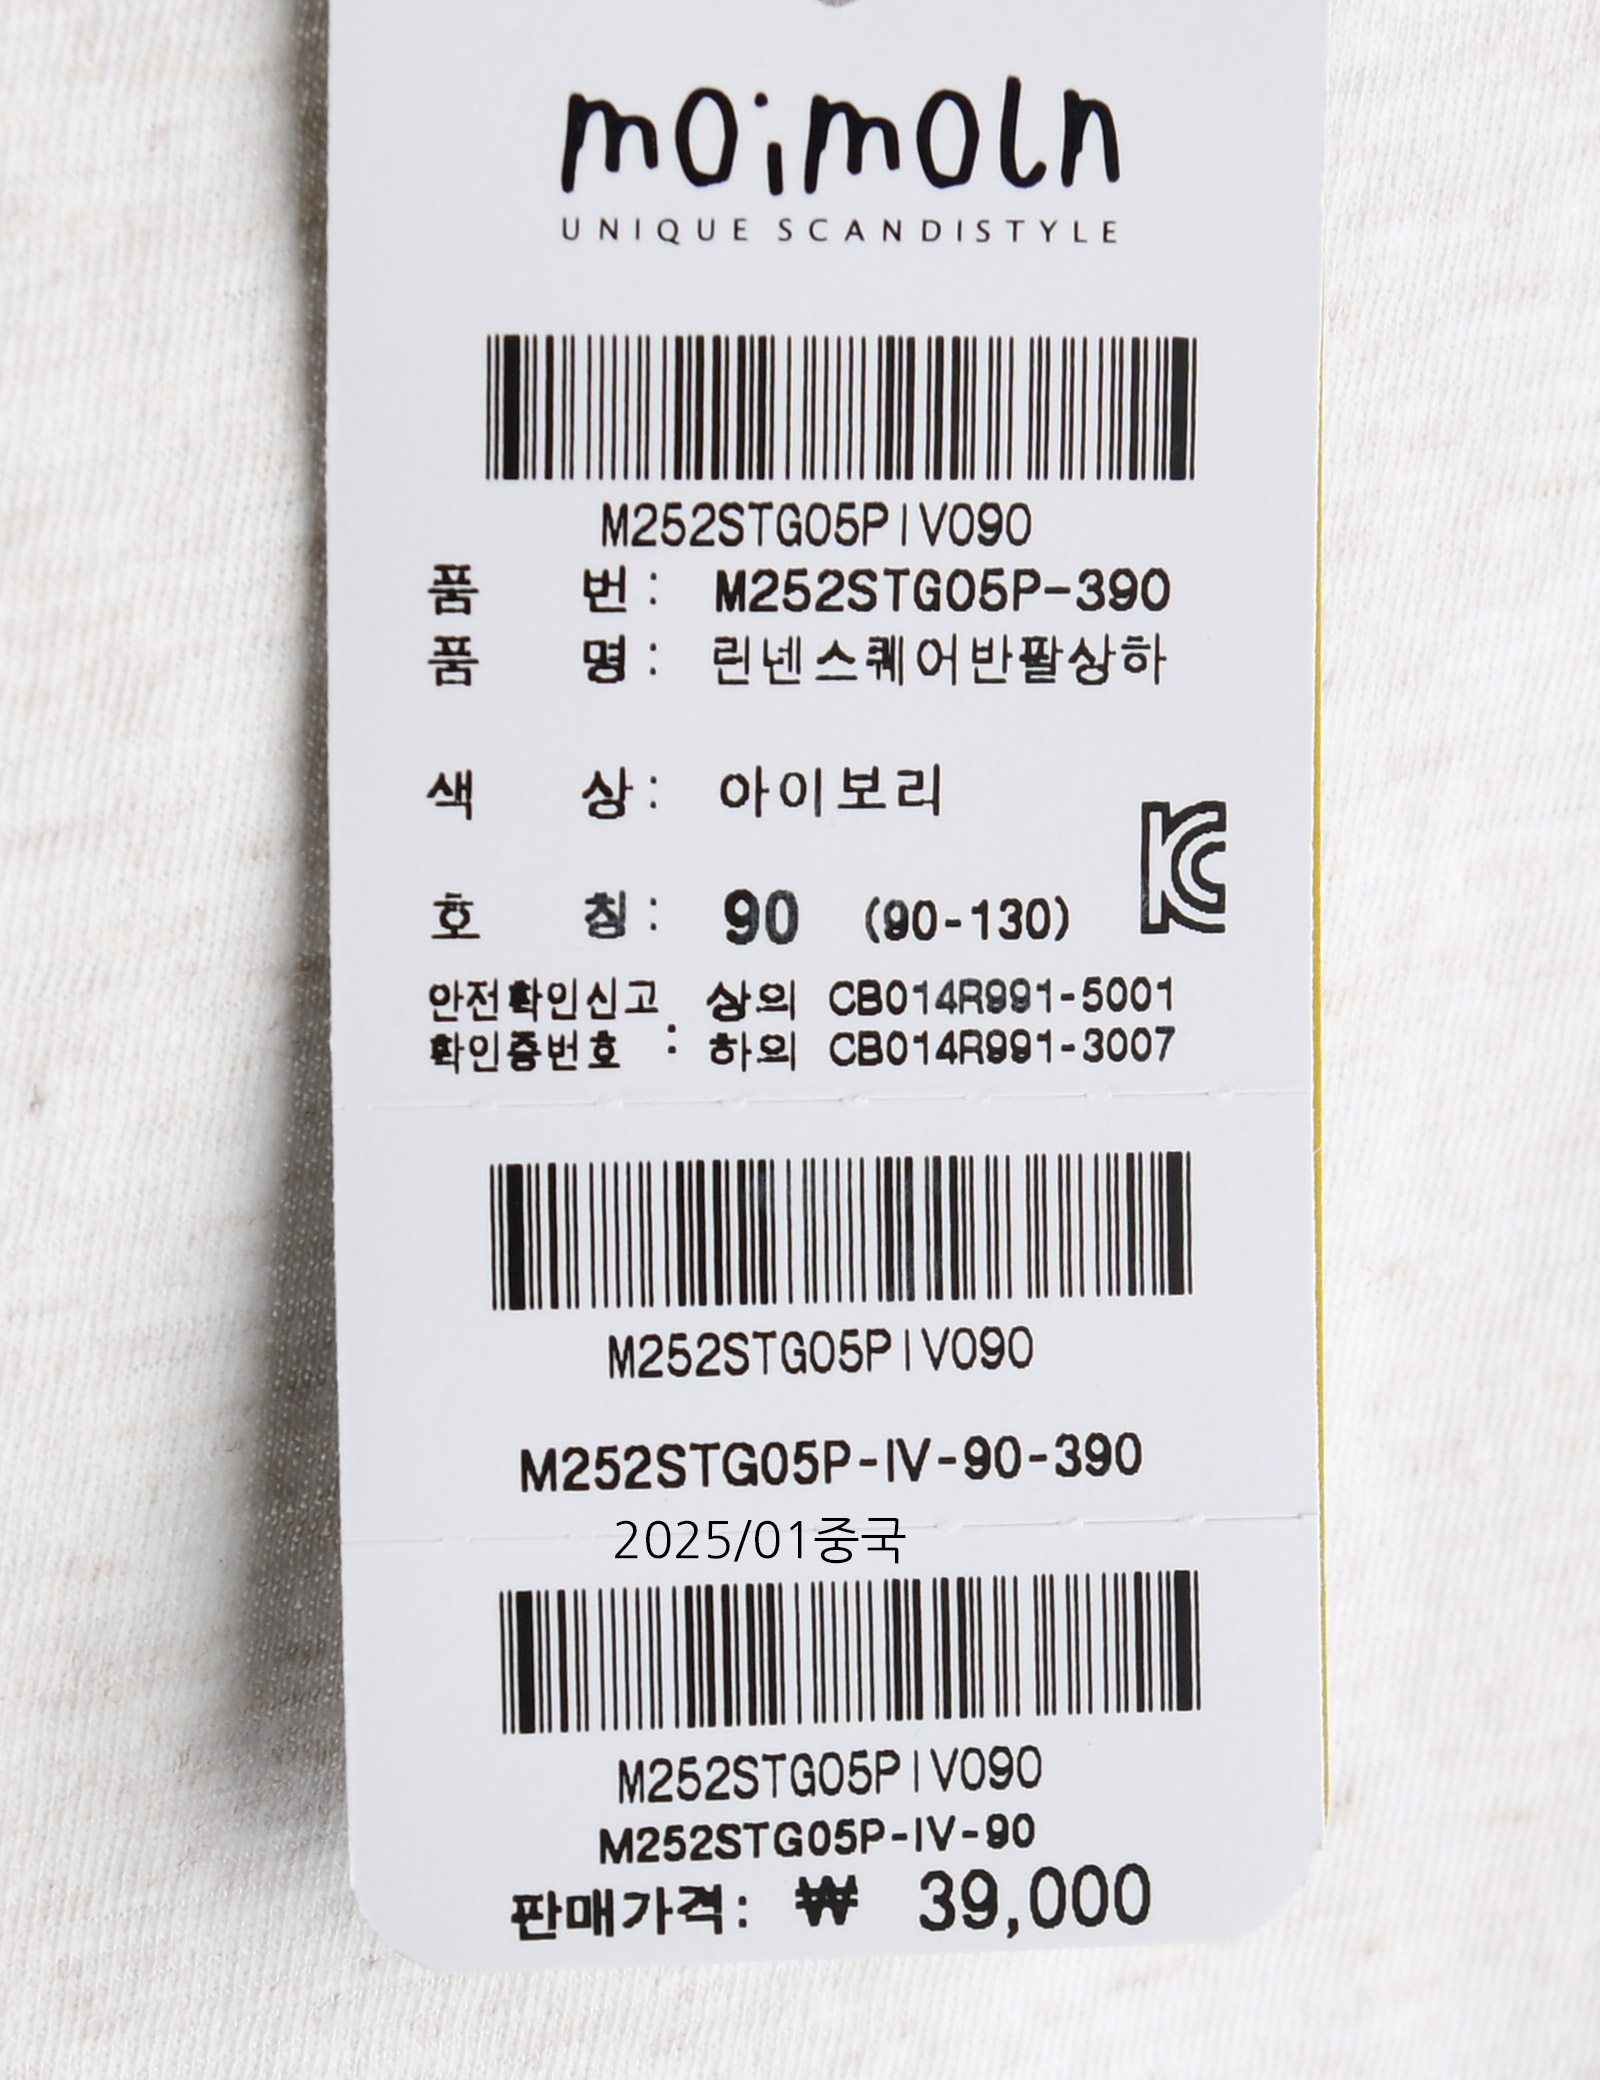 moimoln
UNIQUE SCANDISTYLE
M252STG05PIV090
품 번 : M252STG05P-390
품 명 : 린넨스퀘어반팔상하
색 상 : 아이보리
호 칭 : 90 (90-130)
안전확인신고 상의 CB014R991-5001
확인증번호 : 하의 CB014R991-3007
M252STG05PIV090
M252STG05P-IV-90-390
2025/01중국
M252STG05PIV090
M252STG05P-IV-90
판매가격: ₩ 39,000